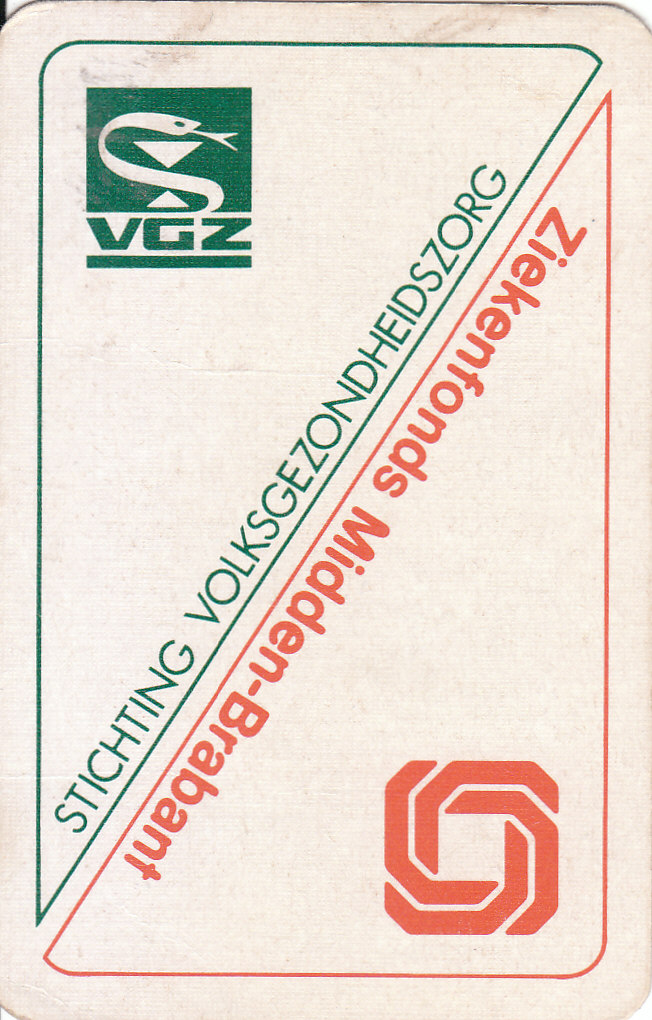 VGZ
STICHTING VOLKSGEZONDHEIDSZORG
Ziekenfonds Midden-Brabant